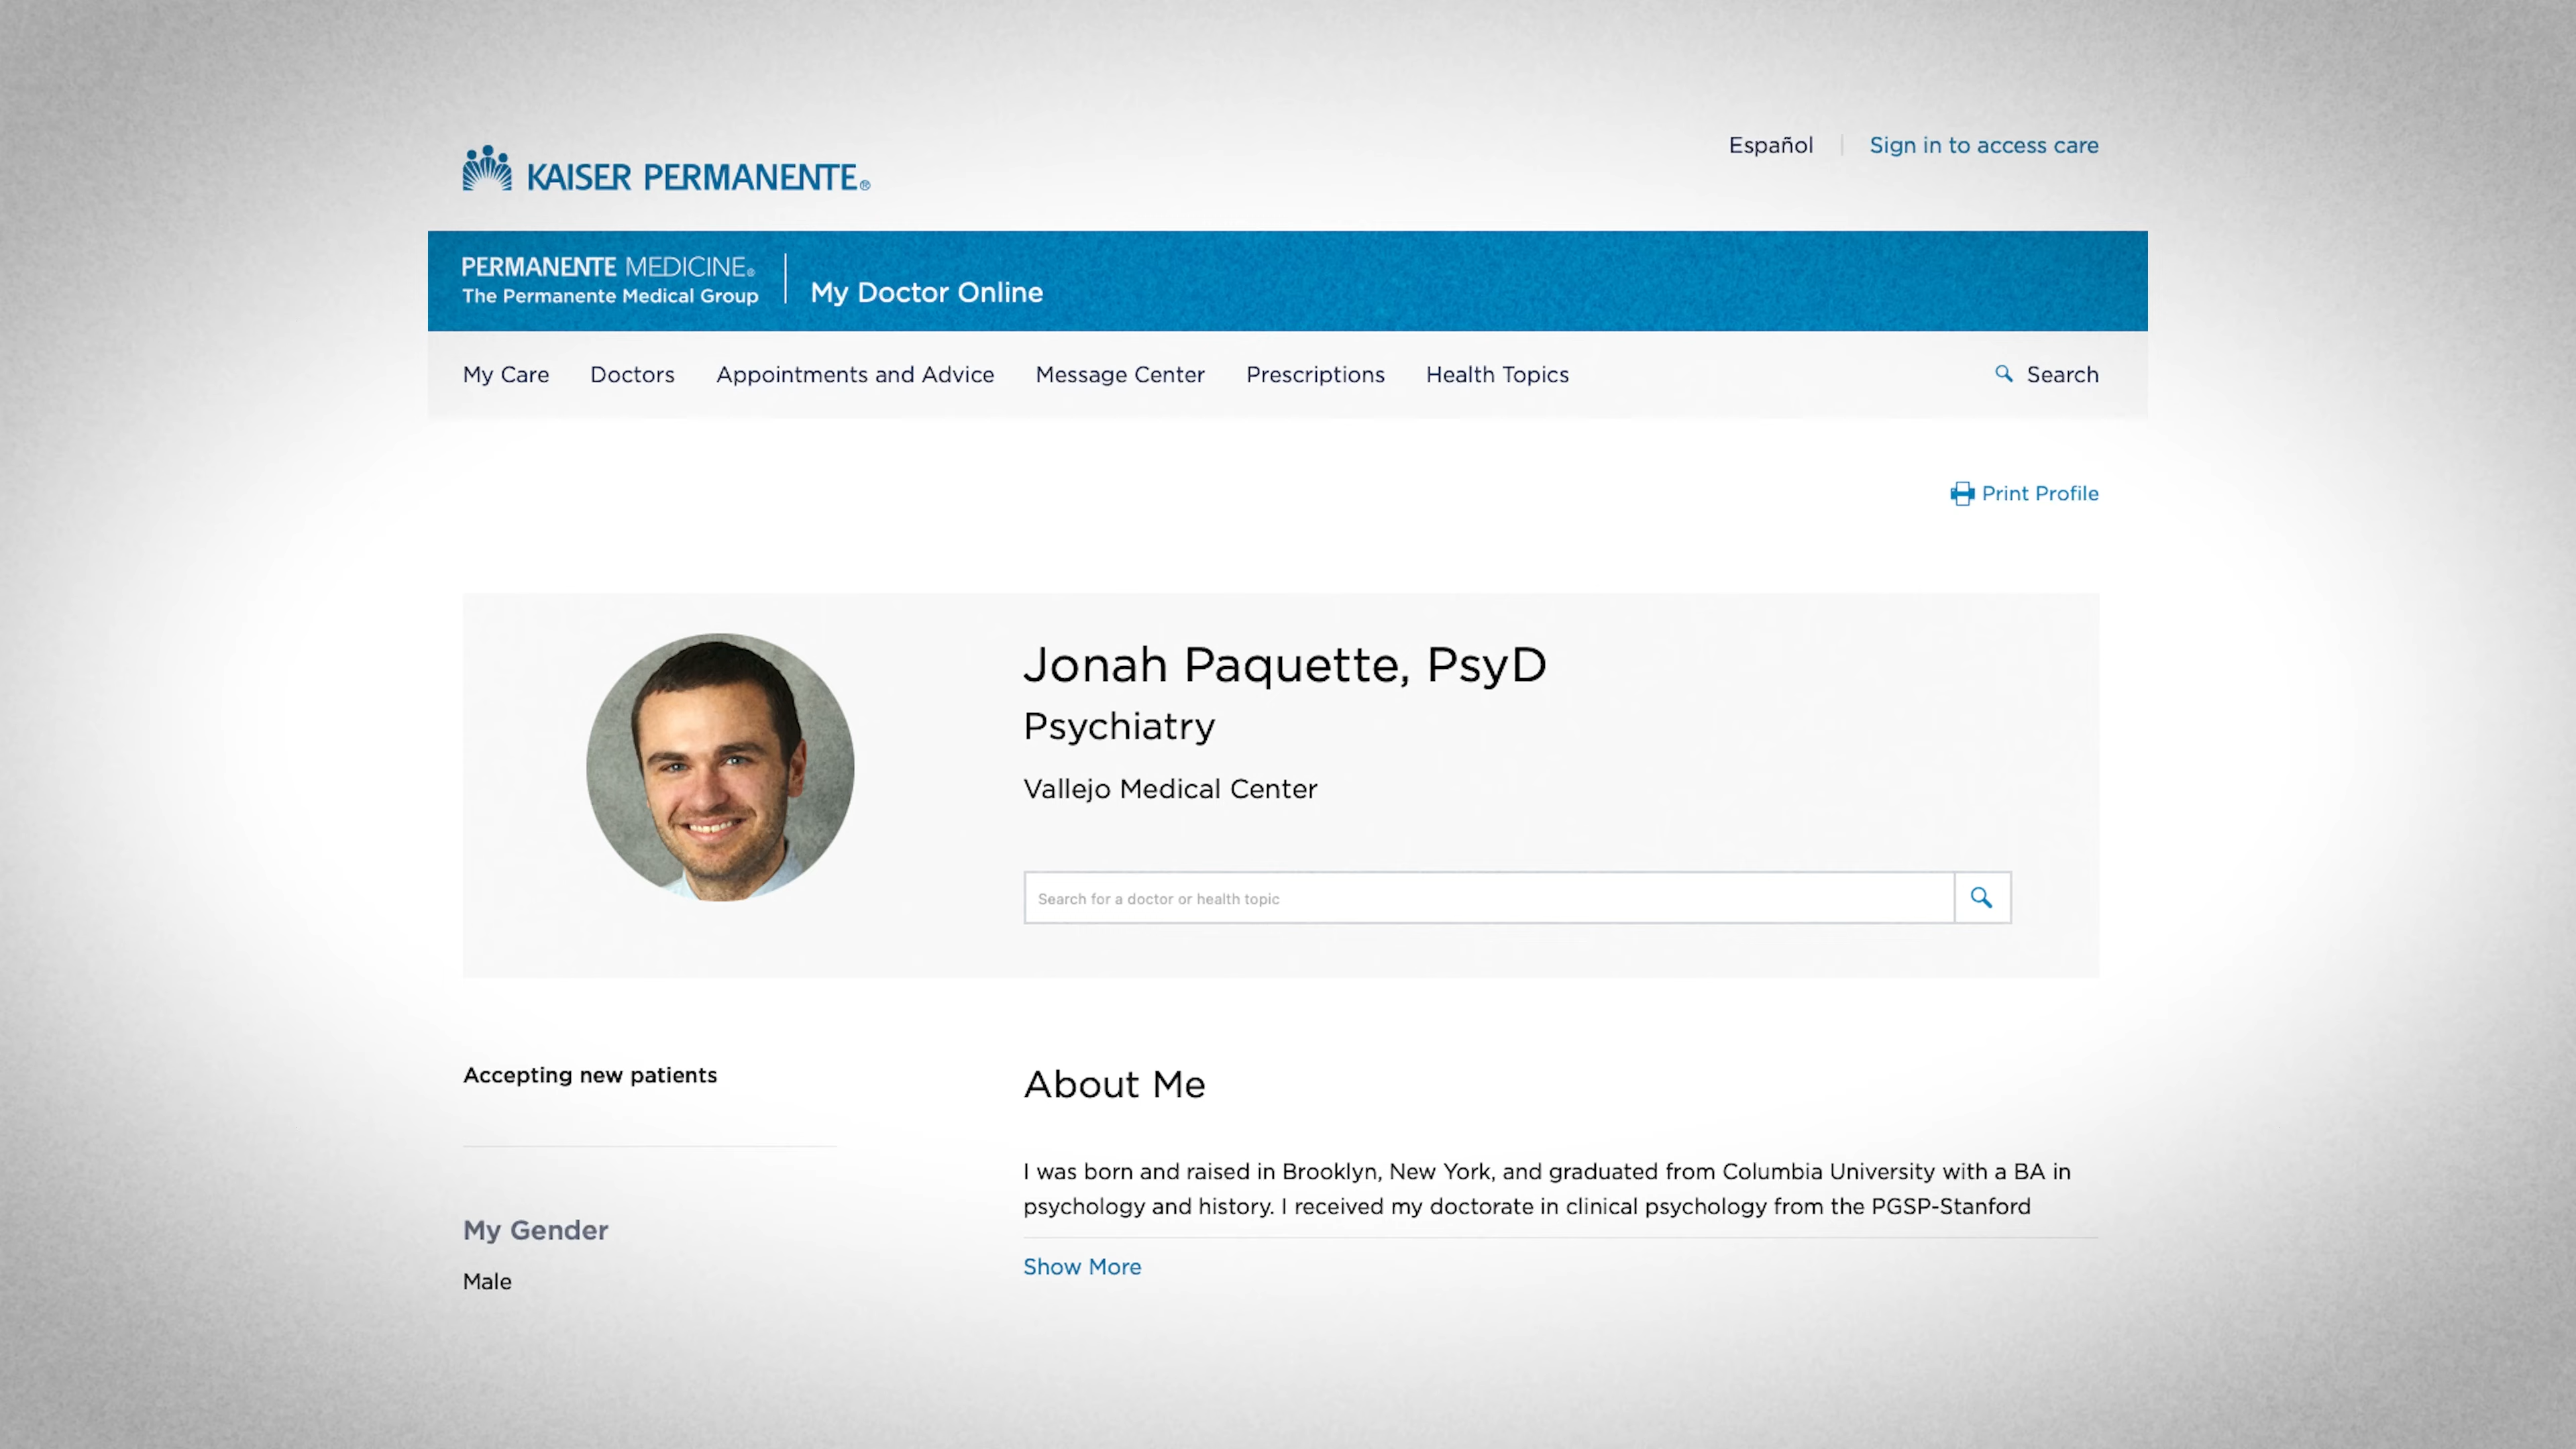 Español
Sign in to access care
KAISER PERMANENTE®
PERMANENTE MEDICINE®
The Permanente Medical Group
My Doctor Online
My Care
Doctors
Appointments and Advice
Message Center
Prescriptions
Health Topics
Search
Print Profile
Jonah Paquette, PsyD
Psychiatry
Vallejo Medical Center
Search for a doctor or health topic
Accepting new patients
My Gender
Male
About Me
I was born and raised in Brooklyn, New York, and graduated from Columbia University with a BA in
psychology and history. I received my doctorate in clinical psychology from the PGSP-Stanford
Show More